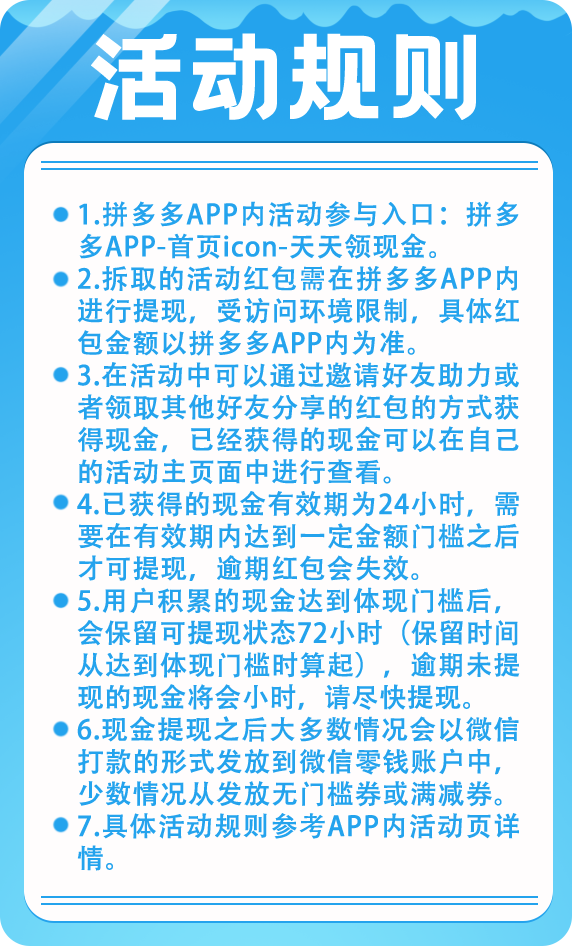 活动规则
1.拼多多APP内活动参与入口：拼多
多APP-首页icon-天天领现金。
2.拆取的活动红包需在拼多多APP内
进行提现，受访问环境限制，具体红
包金额以拼多多APP内为准。
3.在活动中可以通过邀请好友助力或
者领取其他好友分享的红包的方式获
得现金，已经获得的现金可以在自己
的活动主页面中进行查看。
4.已获得的现金有效期为24小时，需
要在有效期内达到一定金额门槛之后
才可提现，逾期红包会失效。
5.用户积累的现金达到体现门槛后，
会保留可提现状态72小时（保留时间
从达到体现门槛时算起），逾期未提
现的现金将会小时，请尽快提现。
6.现金提现之后大多数情况会以微信
打款的形式发放到微信零钱账户中，
少数情况从发放无门槛券或满减券。
7.具体活动规则参考APP内活动页详
情。